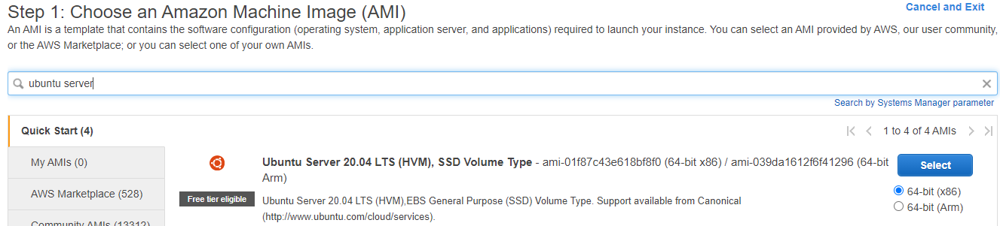 Step 1: Choose an Amazon Machine Image (AMI)
Cancel and Exit
An AMI is a template that contains the software configuration (operating system, application server, and applications) required to launch your instance. You can select an AMI provided by AWS, our user community,
or the AWS Marketplace; or you can select one of your own AMIs.
ubuntu server
Search by Systems Manager parameter
Quick Start (4)
1 to 4 of 4 AMIs
My AMIs (0)
AWS Marketplace (528)
Community AMIs (13312)
Ubuntu Server 20.04 LTS (HVM), SSD Volume Type - ami-01f87c43e618bf8f0 (64-bit x86) / ami-039da1612f6f41296 (64-bit
Arm)
Free tier eligible
Ubuntu Server 20.04 LTS (HVM),EBS General Purpose (SSD) Volume Type. Support available from Canonical
(http://www.ubuntu.com/cloud/services).
Select
64-bit (x86)
64-bit (Arm)